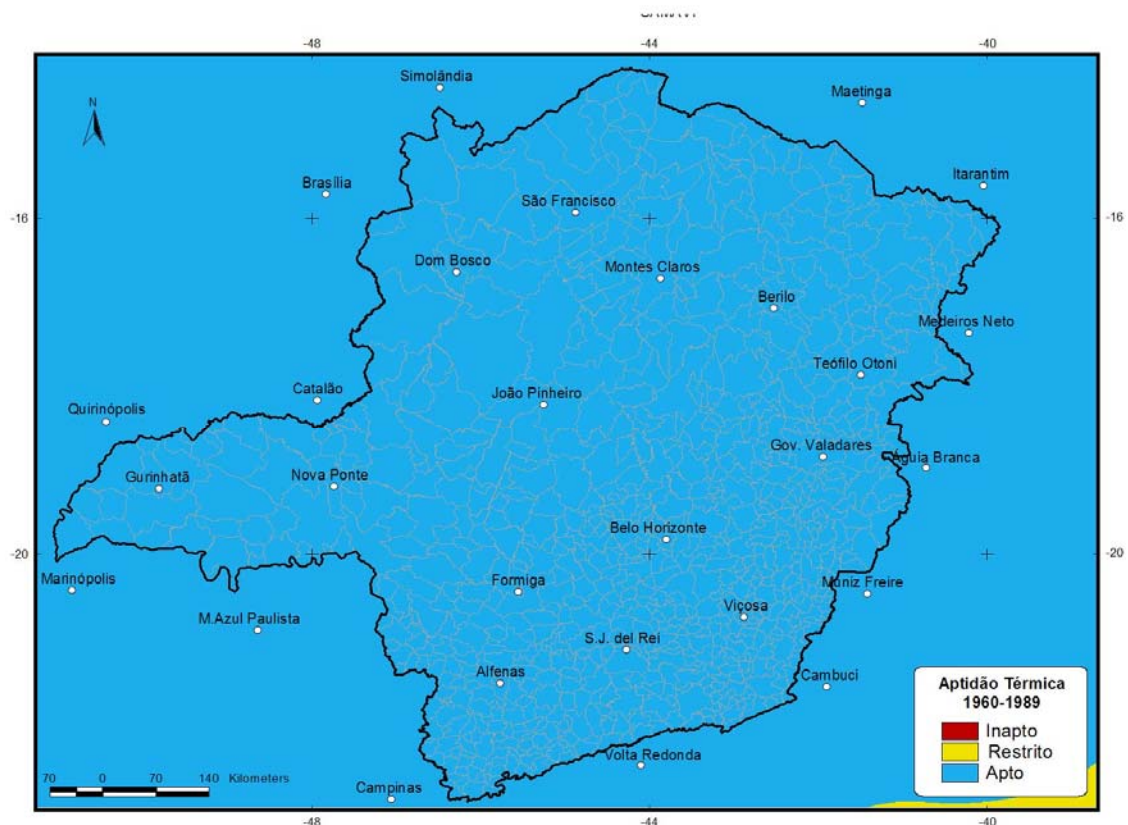 -48
-44
-40
Simolândia
Maetinga
N
Brasília
Itarantim
São Francisco
-16
-16
Dom Bosco
Montes Claros
Berilo
Medeiros Neto
Teófilo Otoni
Catalão
João Pinheiro
Quirinópolis
Gov. Valadares
Águia Branca
Gurinhatã
Nova Ponte
Belo Horizonte
-20
-20
Marinópolis
Formiga
Muniz Freire
M.Azul Paulista
Viçosa
S.J. del Rei
Alfenas
Cambuci
Aptidão Térmica
1960-1989
Inapto
Restrito
Apto
Volta Redonda
70 0 70 140 Kilometers
Campinas
-48
-44
-40